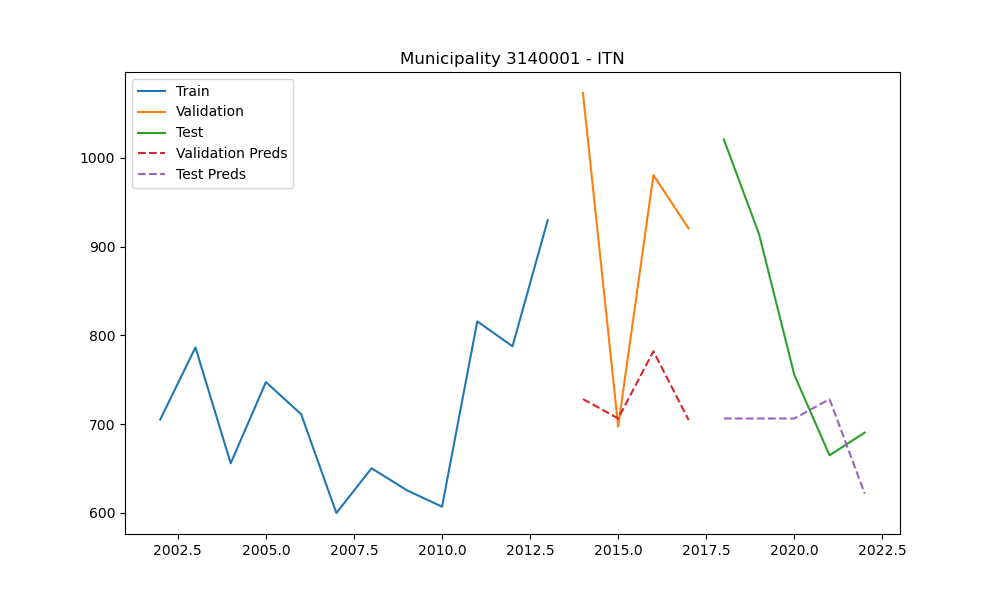 Municipality 3140001 - ITN
Train
Validation
Test
Validation Preds
Test Preds
1000
900
800
700
600
2002.5 2005.0 2007.5 2010.0 2012.5 2015.0 2017.5 2020.0 2022.5